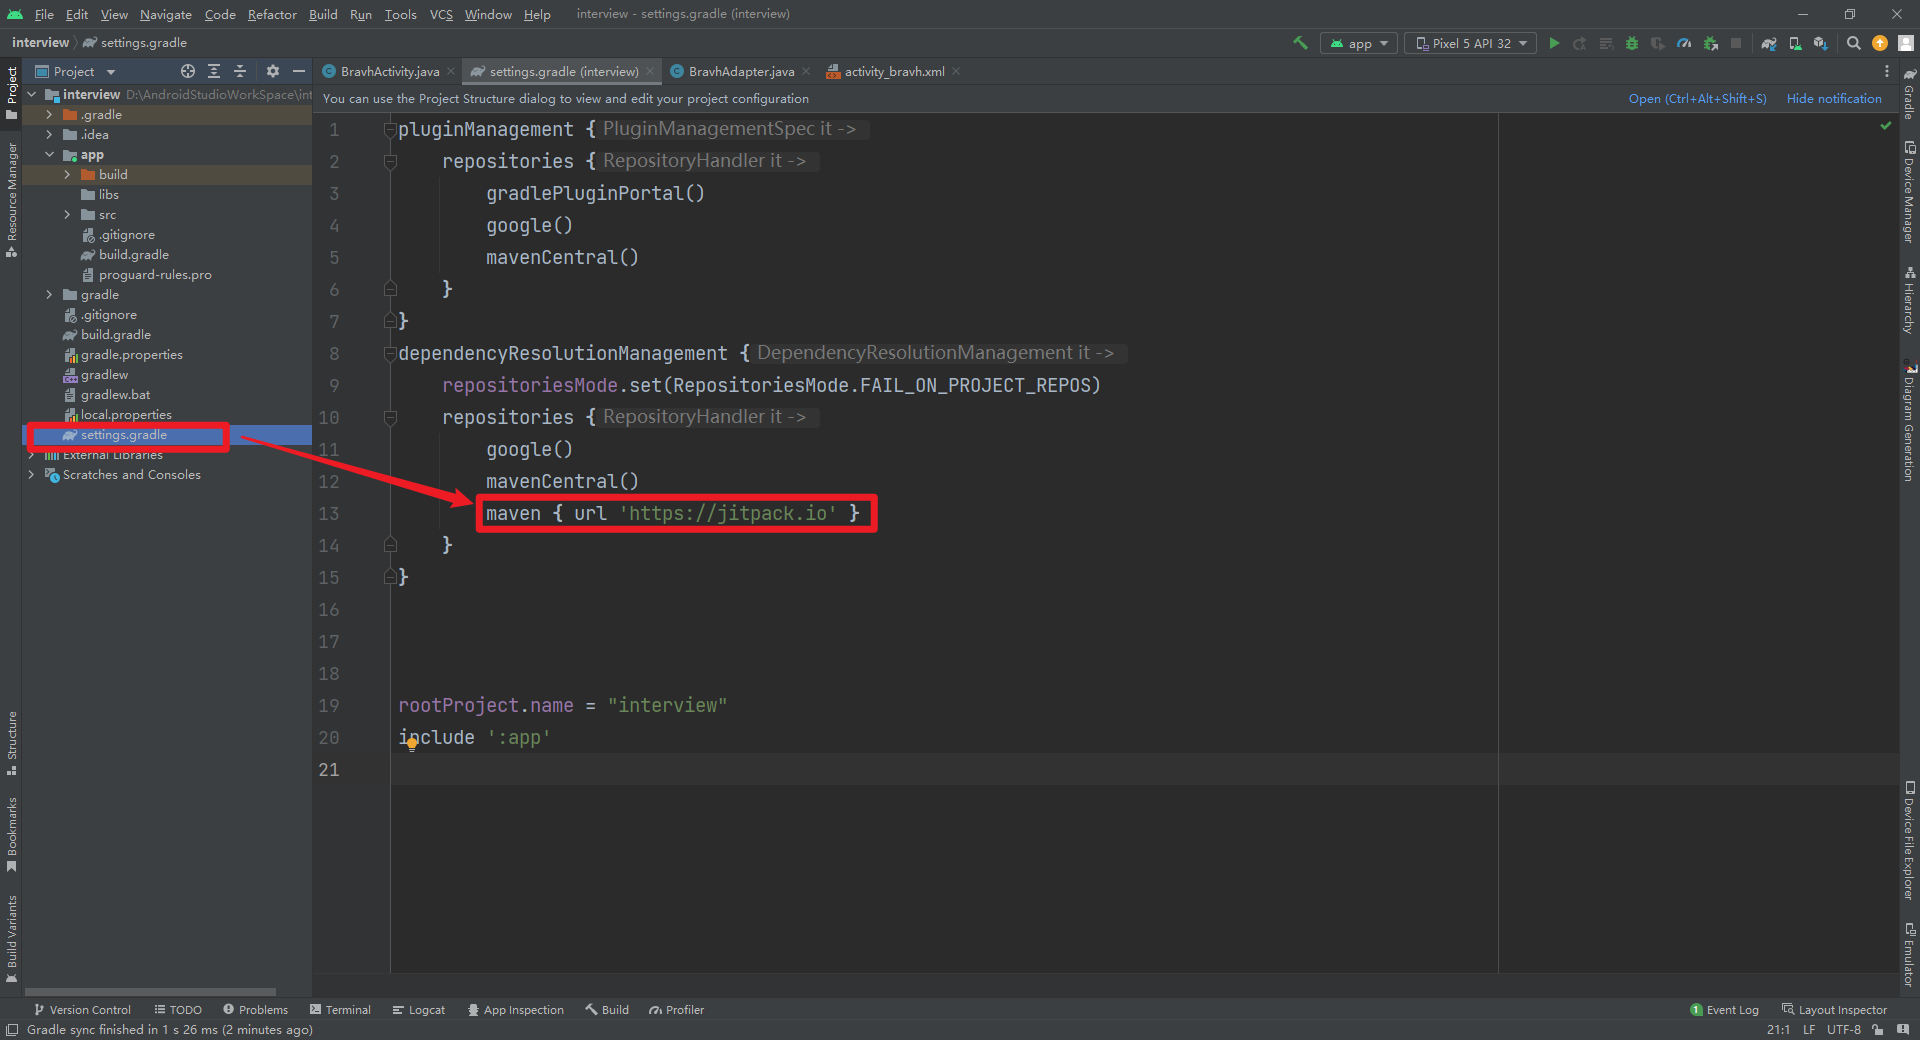 File Edit View Navigate Code Refactor Build Run Tools VCS Window Help interview - settings.gradle (interview)
interview settings.gradle
app Pixel 5 API 32
Project
BravhActivity.java settings.gradle (interview) BravhAdapter.java activity_bravh.xml
You can use the Project Structure dialog to view and edit your project configuration Open (Ctrl+Alt+Shift+S) Hide notification
Project
Resource Manager
Structure
Bookmarks
Build Variants
interview D:\AndroidStudioWorkSpace\int
.gradle
.idea
app
build
libs
src
.gitignore
build.gradle
proguard-rules.pro
gradle
.gitignore
build.gradle
gradle.properties
gradlew
gradlew.bat
local.properties
settings.gradle
External Libraries
Scratches and Consoles
1 pluginManagement { PluginManagementSpec it ->
2 repositories { RepositoryHandler it ->
3 gradlePluginPortal()
4 google()
5 mavenCentral()
6 }
7 }
8 dependencyResolutionManagement { DependencyResolutionManagement it ->
9 repositoriesMode.set(RepositoriesMode.FAIL_ON_PROJECT_REPOS)
10 repositories { RepositoryHandler it ->
11 google()
12 mavenCentral()
13 maven { url 'https://jitpack.io' }
14 }
15 }
16
17
18
19 rootProject.name = "interview"
20 include ':app'
21
Gradle
Device Manager
Hierarchy
Diagram Generation
Device File Explorer
Emulator
Version Control TODO Problems Terminal Logcat App Inspection Build Profiler 1 Event Log Layout Inspector
Gradle sync finished in 1 s 26 ms (2 minutes ago) 21:1 LF UTF-8